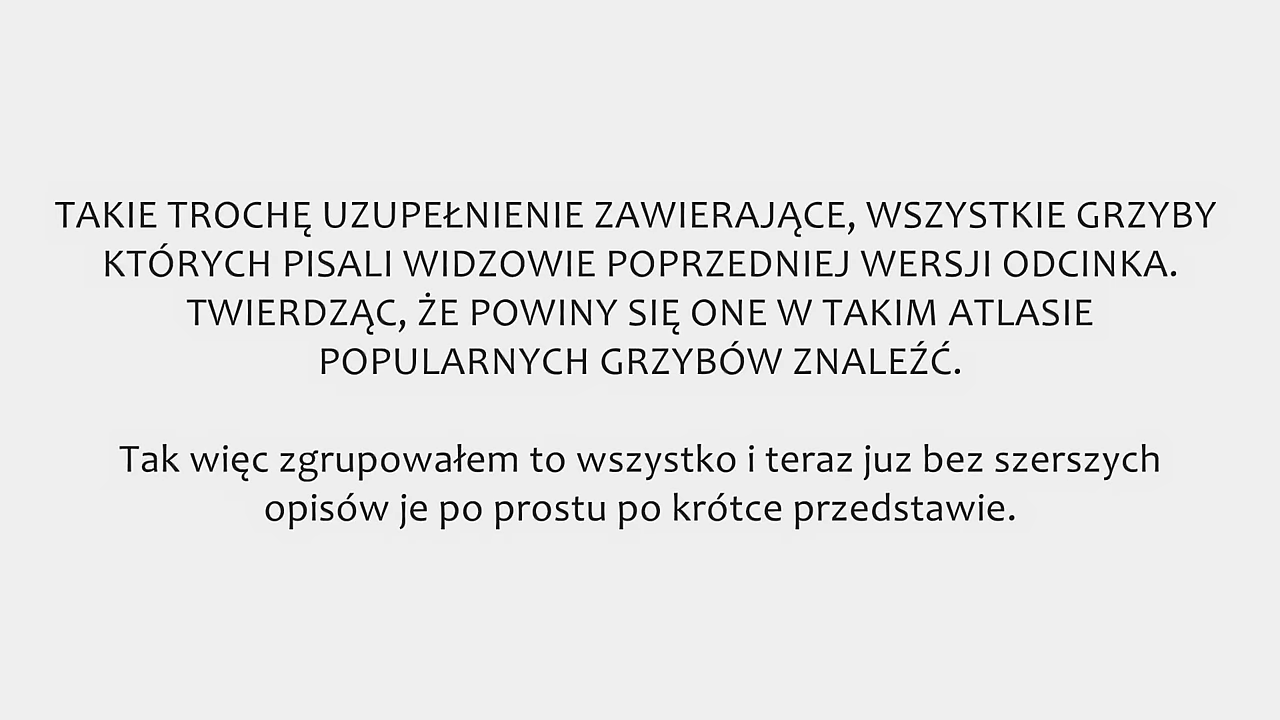 TAKIE TROCHĘ UZUPEŁNIENIE ZAWIERAJĄCE, WSZYSTKIE GRZYBY
KTÓRYCH PISALI WIDZOWIE POPRZEDNIEJ WERSJI ODCINKA.
TWIERDZĄC, ŻE POWINY SIĘ ONE W TAKIM ATLASIE
POPULARNYCH GRZYBÓW ZNALEŹĆ.
Tak więc zgrupowałem to wszystko i teraz juz bez szerszych
opisów je po prostu po krótce przedstawie.